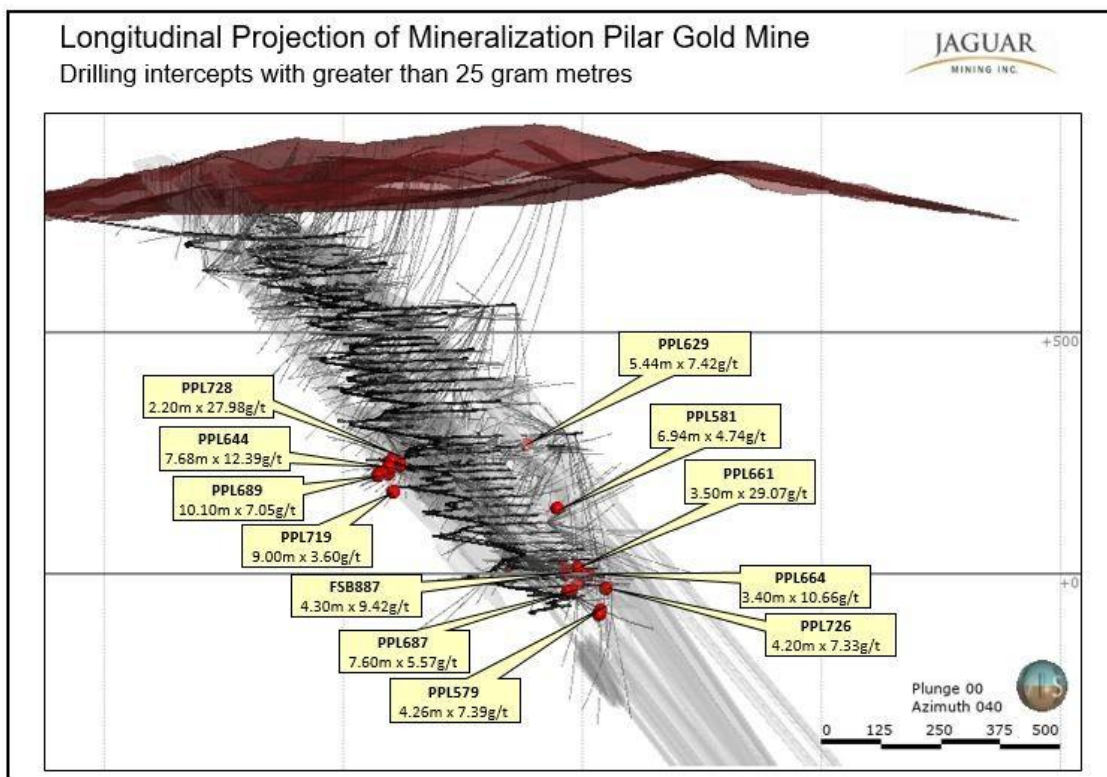 Longitudinal Projection of Mineralization Pilar Gold Mine
Drilling intercepts with greater than 25 gram metres
JAGUAR
MINING INC.
PPL629
5.44m x 7.42g/t
+500
PPL728
2.20m x 27.98g/t
PPL581
6.94m x 4.74g/t
PPL644
7.68m x 12.39g/t
PPL661
3.50m x 29.07g/t
PPL689
10.10m x 7.05g/t
PPL719
9.00m x 3.60g/t
FSB887
4.30m x 9.42g/t
PPL664
3.40m x 10.66g/t
+0
PPL726
4.20m x 7.33g/t
PPL687
7.60m x 5.57g/t
PPL579
4.26m x 7.39g/t
Plunge 00
Azimuth 040
0 125 250 375 500